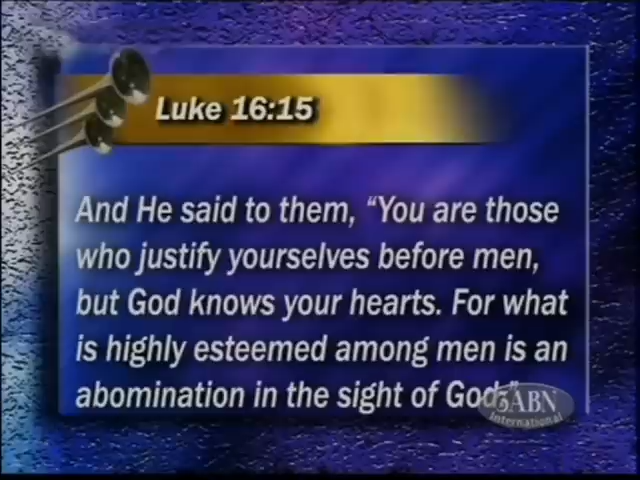 Luke 16:15
And He said to them, “You are those
who justify yourselves before men,
but God knows your hearts. For what
is highly esteemed among men is an
abomination in the sight of God.”
3ABN
International